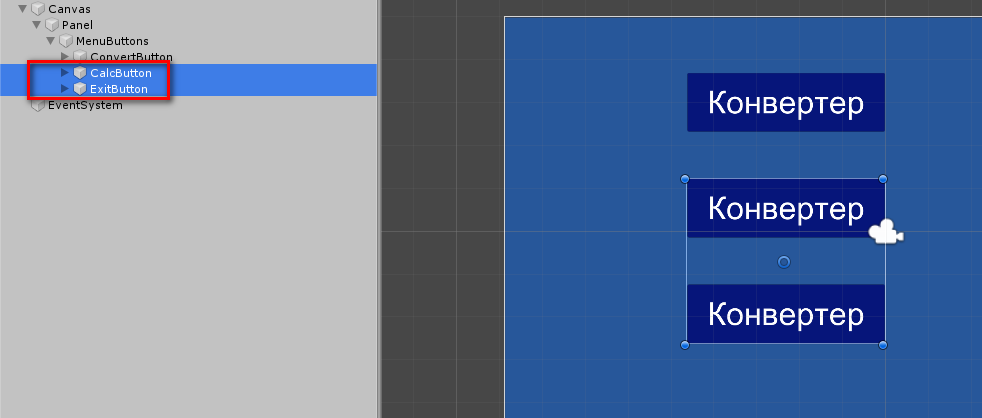 Canvas
Panel
MenuButtons
ConvertButton
CalcButton
ExitButton
EventSystem
Конвертер
Конвертер
Конвертер